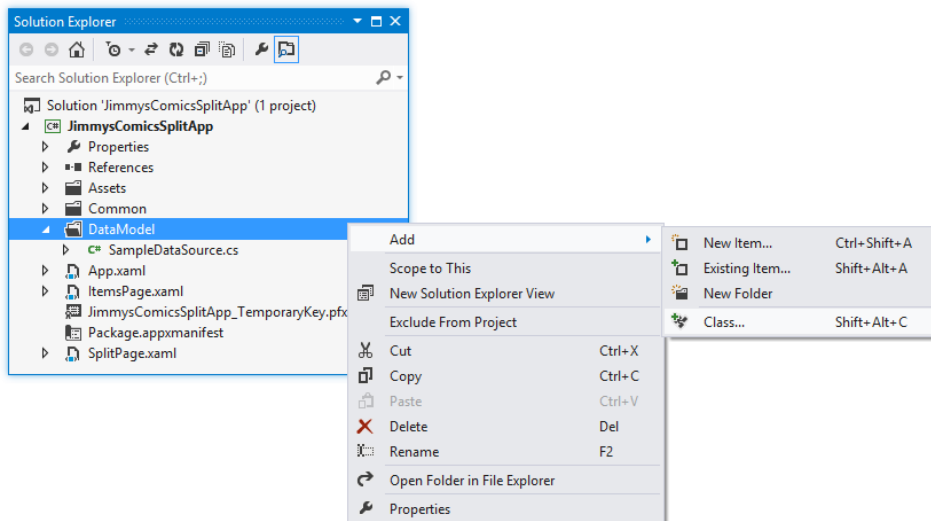 Solution Explorer
Search Solution Explorer (Ctrl+;)
Solution 'JimmysComicsSplitApp' (1 project)
C# JimmysComicsSplitApp
Properties
References
Assets
Common
DataModel
C# SampleDataSource.cs
App.xaml
ItemsPage.xaml
JimmysComicsSplitApp_TemporaryKey.pfx
Package.appxmanifest
SplitPage.xaml
Add
Scope to This
New Solution Explorer View
Exclude From Project
Cut Ctrl+X
Copy Ctrl+C
Paste Ctrl+V
Delete Del
Rename F2
Open Folder in File Explorer
Properties
New Item... Ctrl+Shift+A
Existing Item... Shift+Alt+A
New Folder
Class... Shift+Alt+C